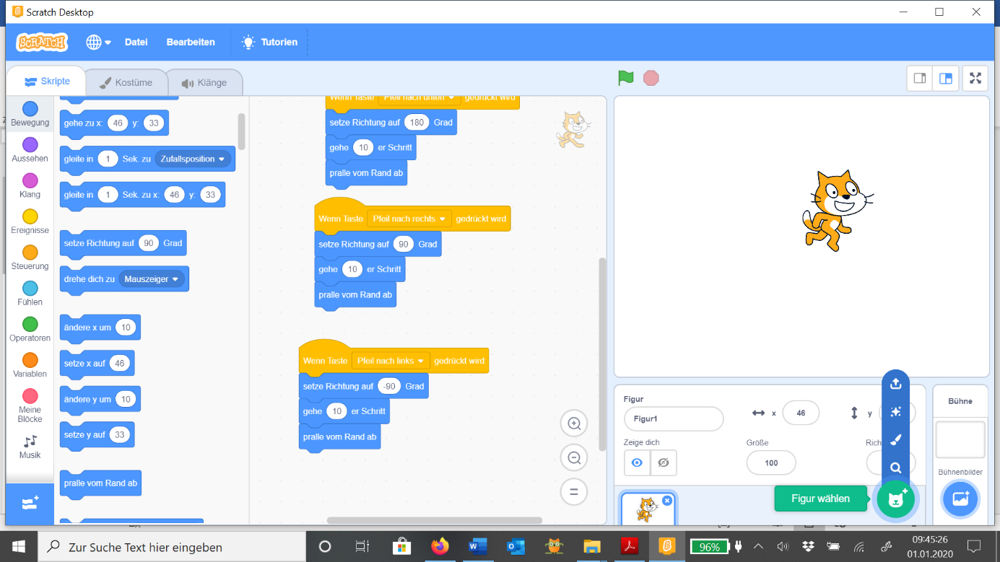 Scratch Desktop
SCRATCH
Datei
Bearbeiten
Tutorien
Skripte
Kostüme
Klänge
Bewegung
Aussehen
Klang
Ereignisse
Steuerung
Fühlen
Operatoren
Variablen
Meine
Blöcke
Musik
gehe zu x: 46 y: 33
gleite in 1 Sek. zu Zufallsposition
gleite in 1 Sek. zu x: 46 y: 33
setze Richtung auf 90 Grad
drehe dich zu Mauszeiger
ändere x um 10
setze x auf 46
ändere y um 10
setze y auf 33
pralle vom Rand ab
Wenn Taste Pfeil nach unten gedrückt wird
setze Richtung auf 180 Grad
gehe 10 er Schritt
pralle vom Rand ab
Wenn Taste Pfeil nach rechts gedrückt wird
setze Richtung auf 90 Grad
gehe 10 er Schritt
pralle vom Rand ab
Wenn Taste Pfeil nach links gedrückt wird
setze Richtung auf -90 Grad
gehe 10 er Schritt
pralle vom Rand ab
Figur
Figur1
x 46
y
Zeige dich
Größe
100
Rich
Figur wählen
Bühne
Bühnenbilder
Zur Suche Text hier eingeben
96%
09:45:26
01.01.2020